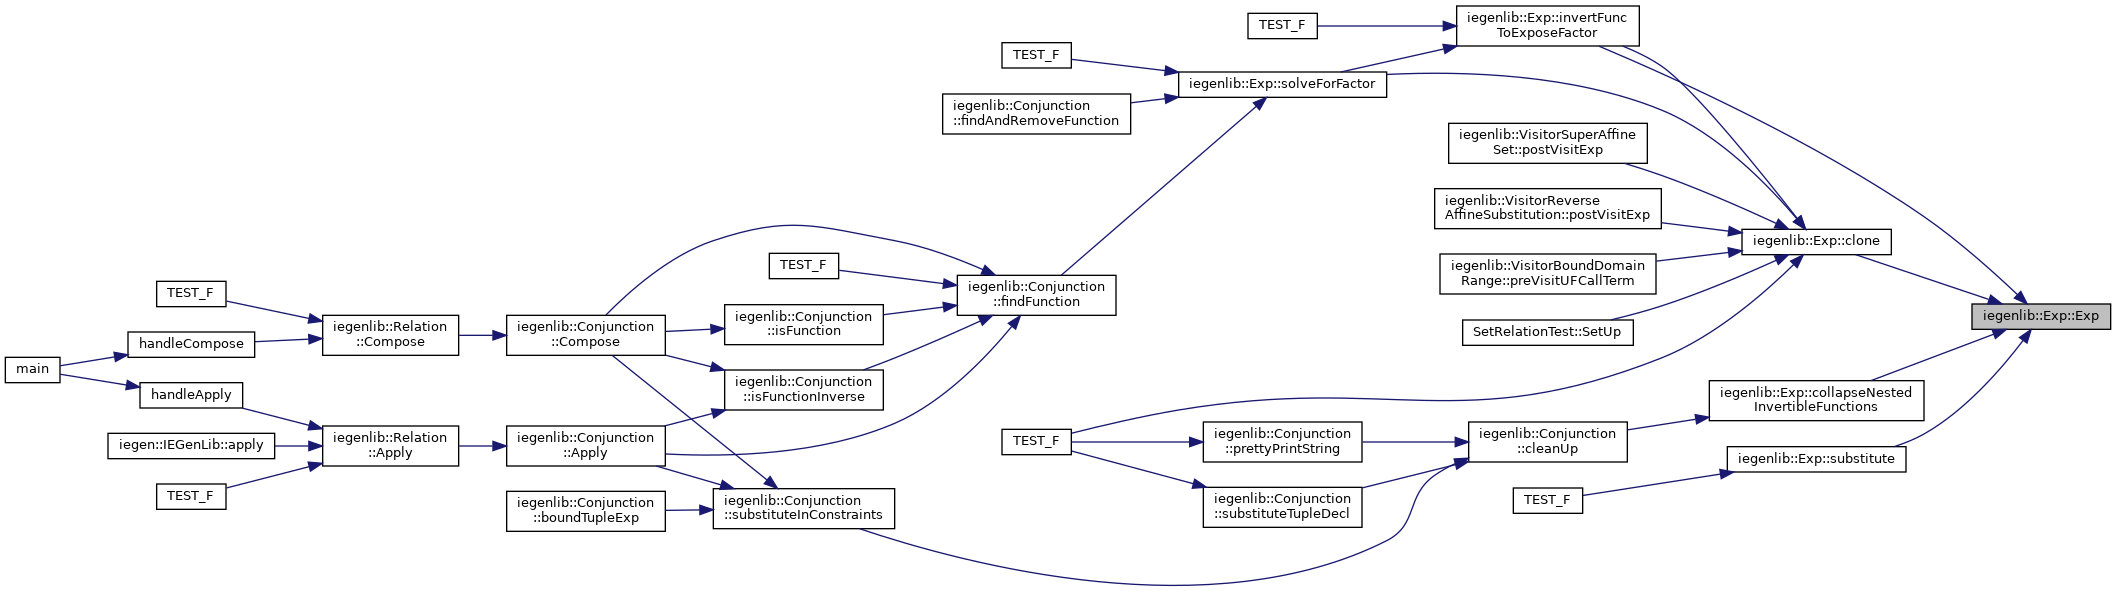 iegenlib::Exp::invertFunc
ToExposeFactor
TEST_F
TEST_F
iegenlib::Exp::solveForFactor
iegenlib::Conjunction
::findAndRemoveFunction
iegenlib::VisitorSuperAffine
Set::postVisitExp
iegenlib::VisitorReverse
AffineSubstitution::postVisitExp
iegenlib::Exp::clone
iegenlib::VisitorBoundDomain
Range::preVisitUFCallTerm
TEST_F
iegenlib::Conjunction
::findFunction
TEST_F
iegenlib::Conjunction
::isFunction
iegenlib::Exp::Exp
iegenlib::Relation
::Compose
iegenlib::Conjunction
::Compose
SetRelationTest::SetUp
handleCompose
main
iegenlib::Conjunction
::isFunctionInverse
handleApply
iegenlib::Exp::collapseNested
InvertibleFunctions
iegen::IEGenLib::apply
iegenlib::Relation
::Apply
iegenlib::Conjunction
::Apply
TEST_F
iegenlib::Conjunction
::prettyPrintString
iegenlib::Conjunction
::cleanUp
iegenlib::Exp::substitute
TEST_F
iegenlib::Conjunction
::boundTupleExp
iegenlib::Conjunction
::substituteInConstraints
iegenlib::Conjunction
::substituteTupleDecl
TEST_F